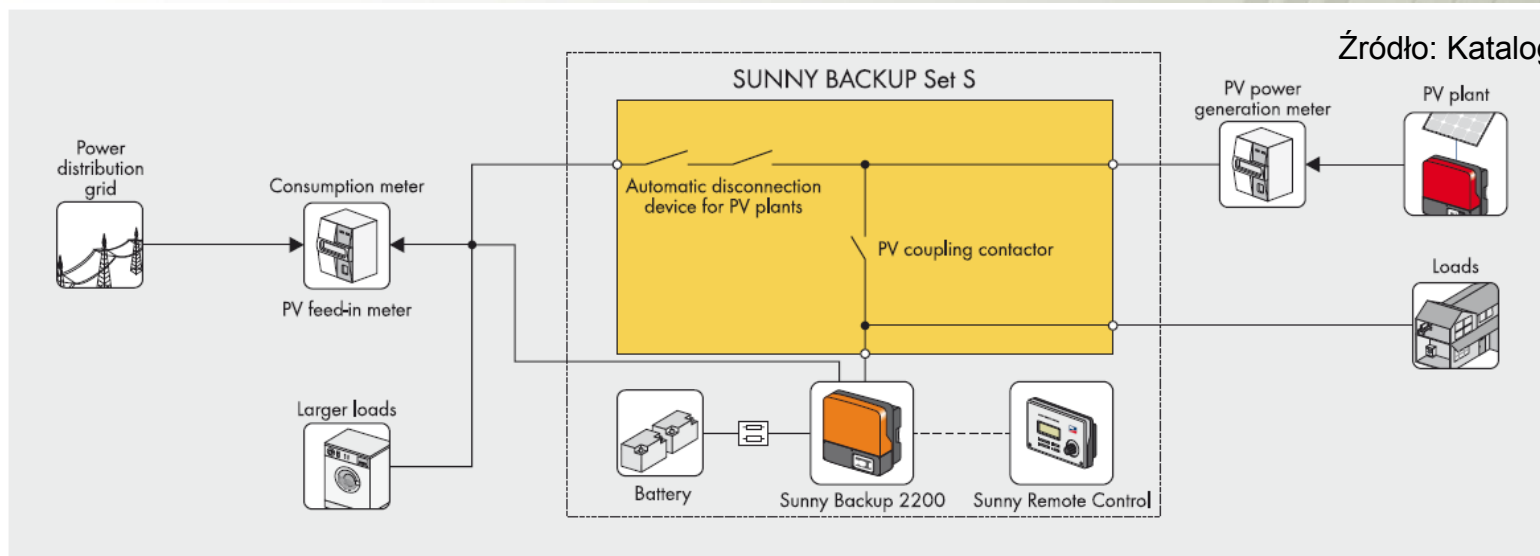 Źródło: Katalog
SUNNY BACKUP Set S
PV power
generation meter
PV plant
Power
distribution
grid
Consumption meter
Automatic disconnection
device for PV plants
PV coupling contactor
Loads
PV feed-in meter
Larger loads
Battery
Sunny Backup 2200
Sunny Remote Control